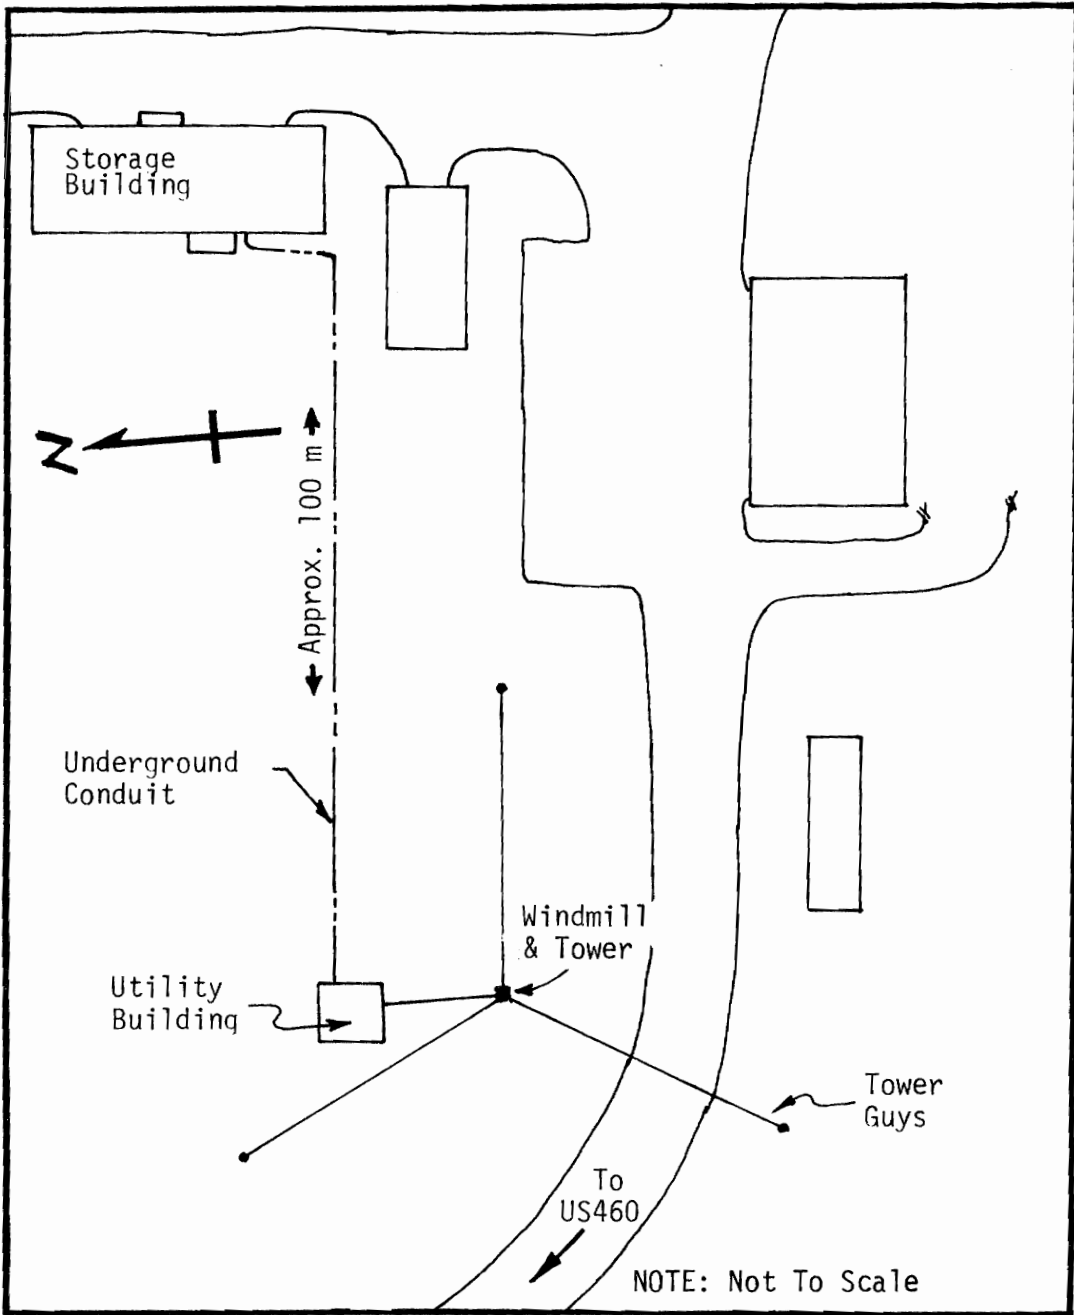 Storage
Building
N
Approx. 100 m
Underground
Conduit
Windmill
& Tower
Utility
Building
Tower
Guys
To
US460
NOTE: Not To Scale